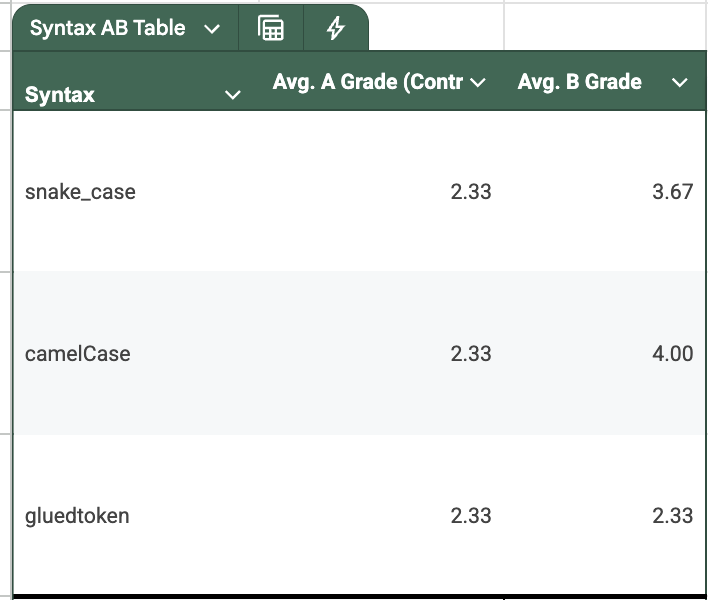 Syntax AB Table
Syntax Avg. A Grade (Contr Avg. B Grade
snake_case 2.33 3.67
camelCase 2.33 4.00
gluedtoken 2.33 2.33